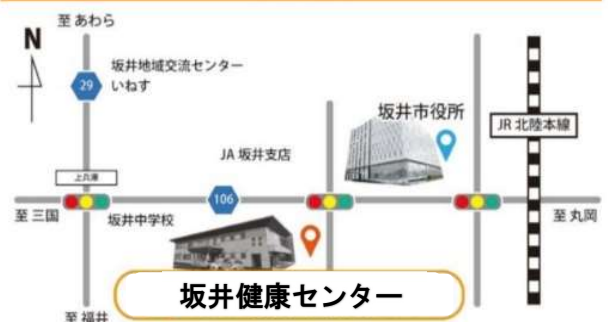 至 あわら
N
坂井地域交流センター
いねす
29
坂井市役所
JR 北陸本線
JA 坂井支店
上兵庫
106
至 三国
坂井中学校
至 丸岡
坂井健康センター
至 福井